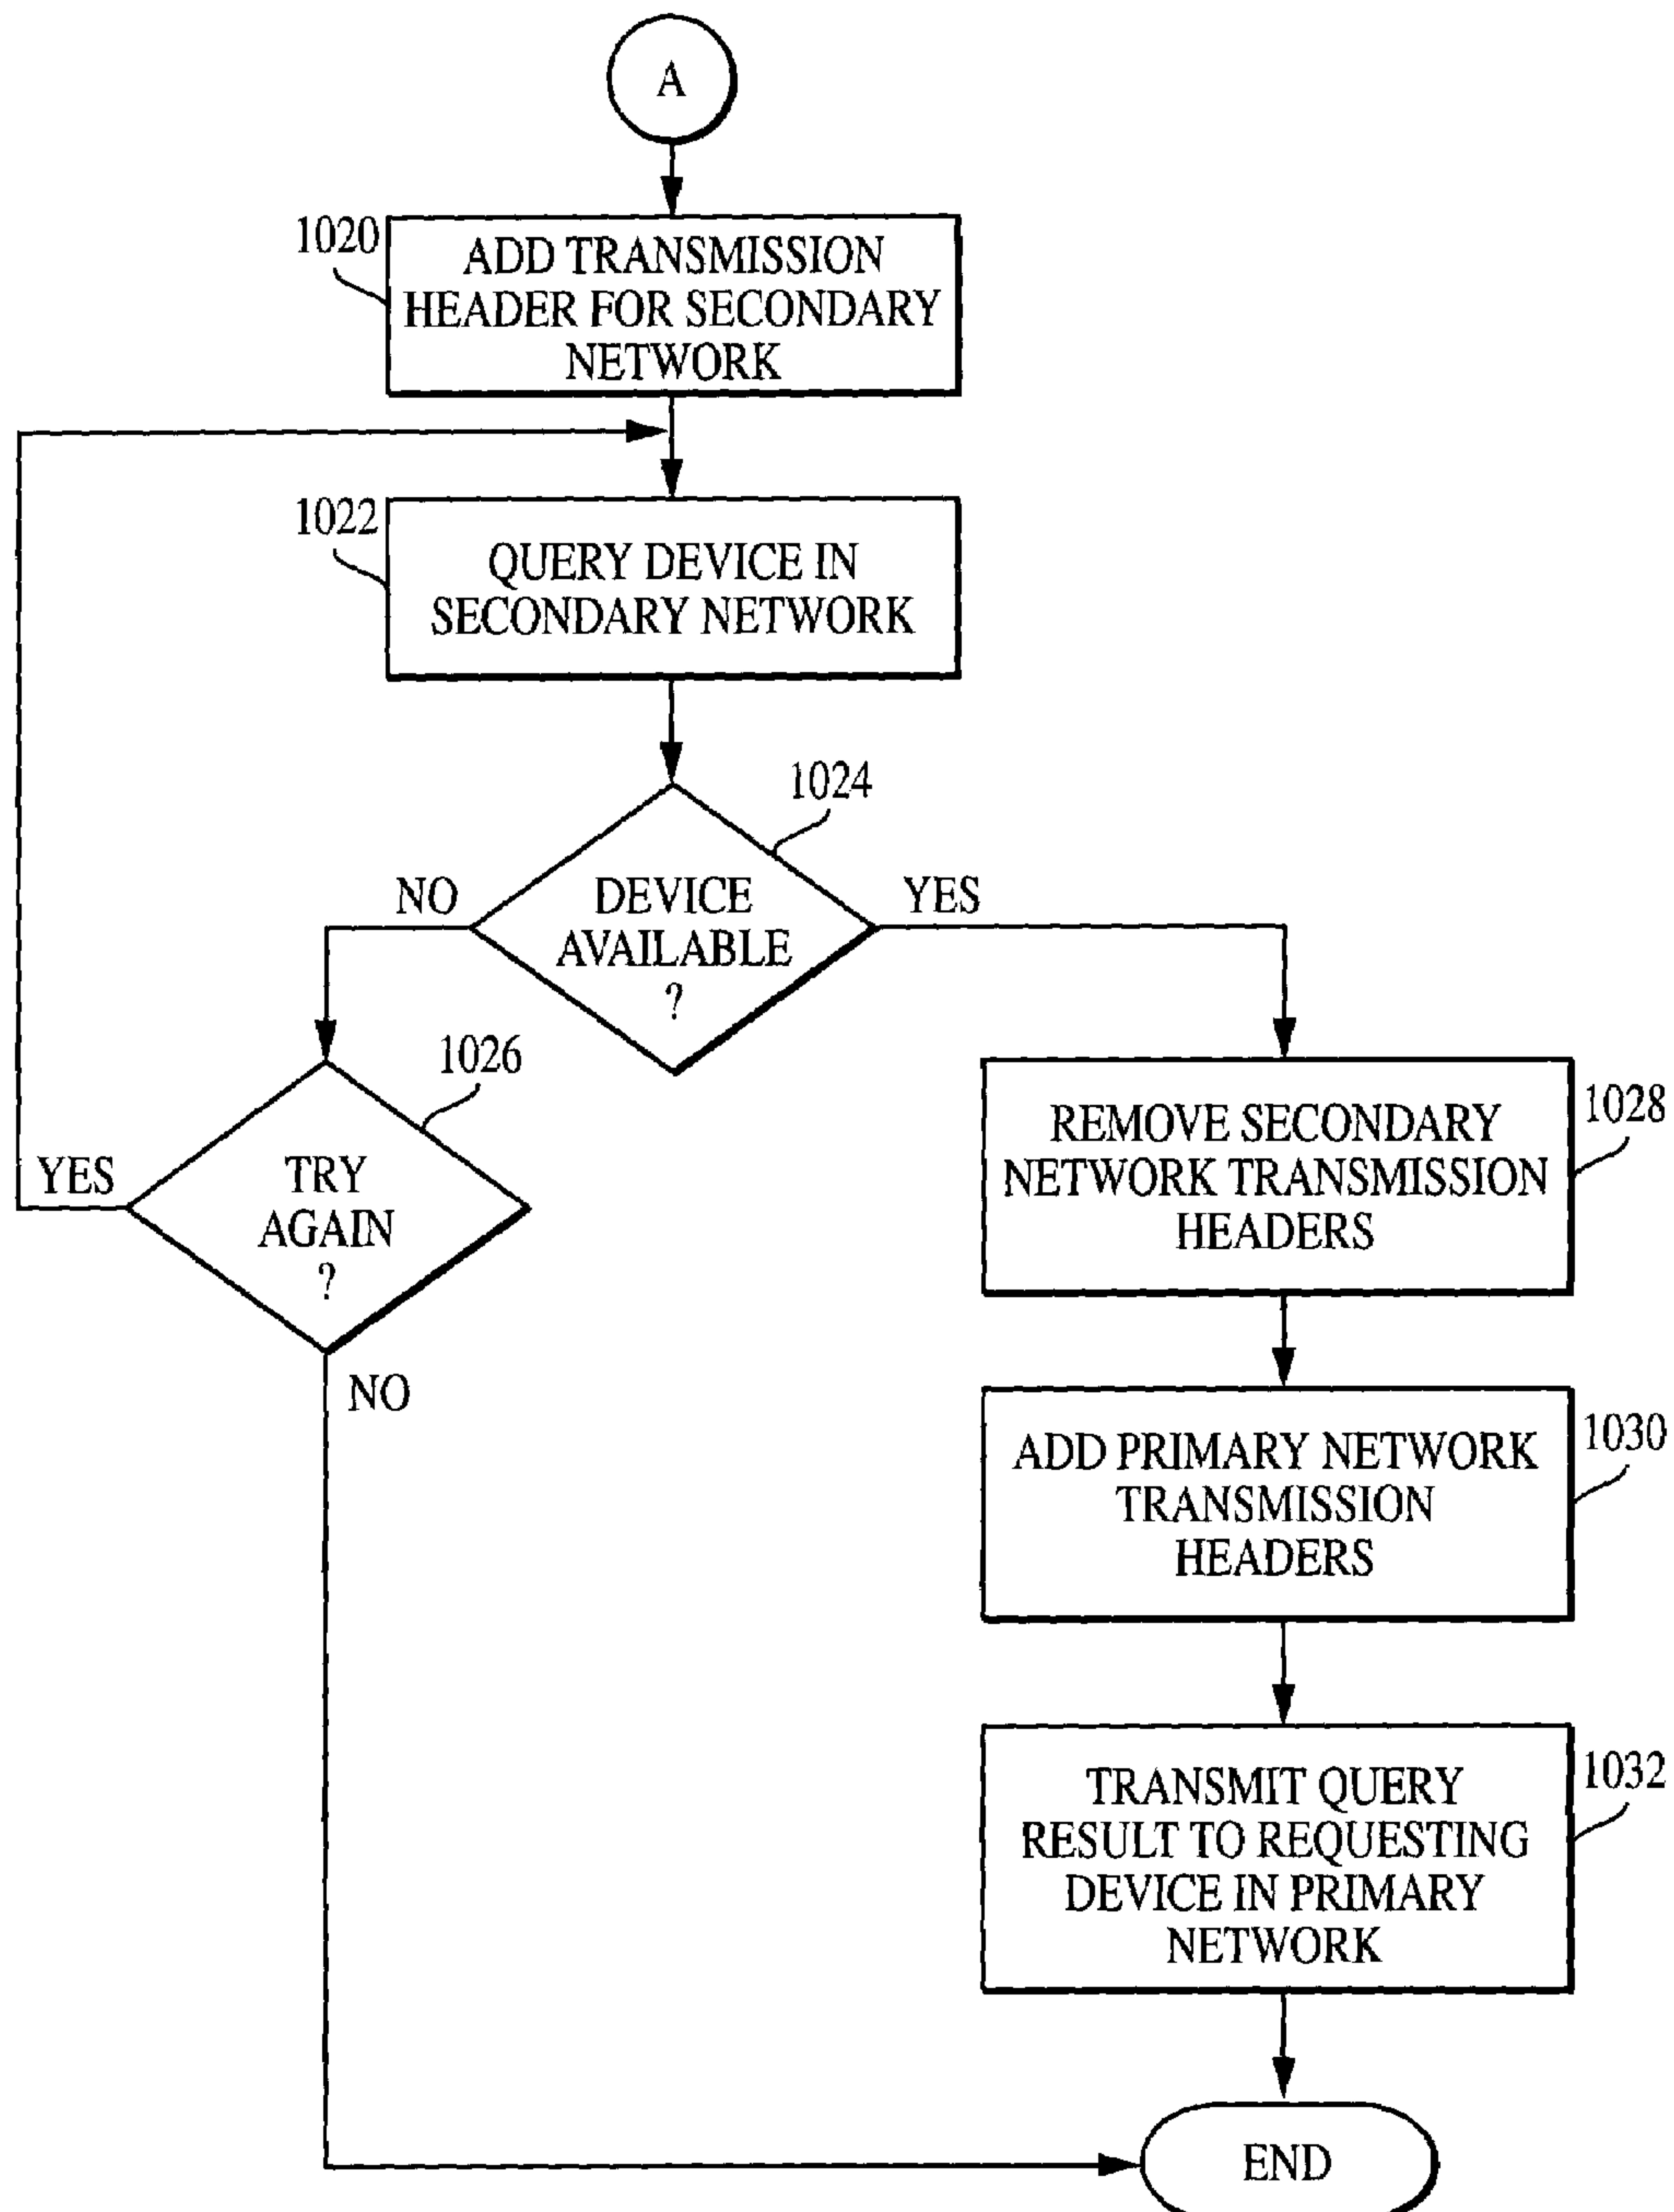 A
1020
ADD TRANSMISSION
HEADER FOR SECONDARY
NETWORK
1022
QUERY DEVICE IN
SECONDARY NETWORK
1024
NO
DEVICE
AVAILABLE
?
YES
1026
YES
TRY
AGAIN
?
NO
1028
REMOVE SECONDARY
NETWORK TRANSMISSION
HEADERS
1030
ADD PRIMARY NETWORK
TRANSMISSION
HEADERS
1032
TRANSMIT QUERY
RESULT TO REQUESTING
DEVICE IN PRIMARY
NETWORK
END